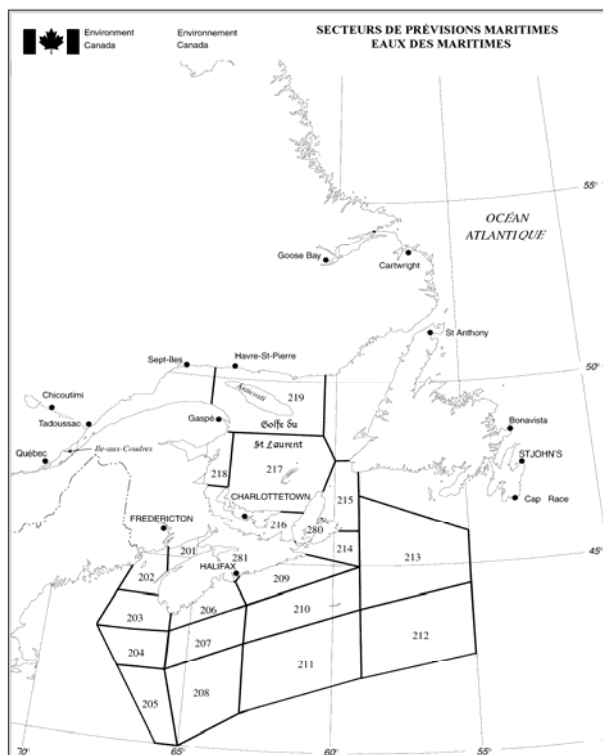 Environment
Canada
Environnement
Canada
SECTEURS DE PRÉVISIONS MARITIMES
EAUX DES MARITIMES
55°
OCÉAN
ATLANTIQUE
Goose Bay
Cartwright
St Anthony
Sept-Iles
Havre-St-Pierre
50°
Chicoutimi
Anticosti
219
Tadoussac
Gaspé
Golfe du
Bonavista
Québec
Ile-aux-Coudres
St Laurent
STJOHN'S
217
218
CHARLOTTETOWN
215
Cap Race
FREDERICTON
216
280
201
281
214
213
45°
202
HALIFAX
209
203
206
210
204
207
212
211
205
208
70°
65°
60°
55°